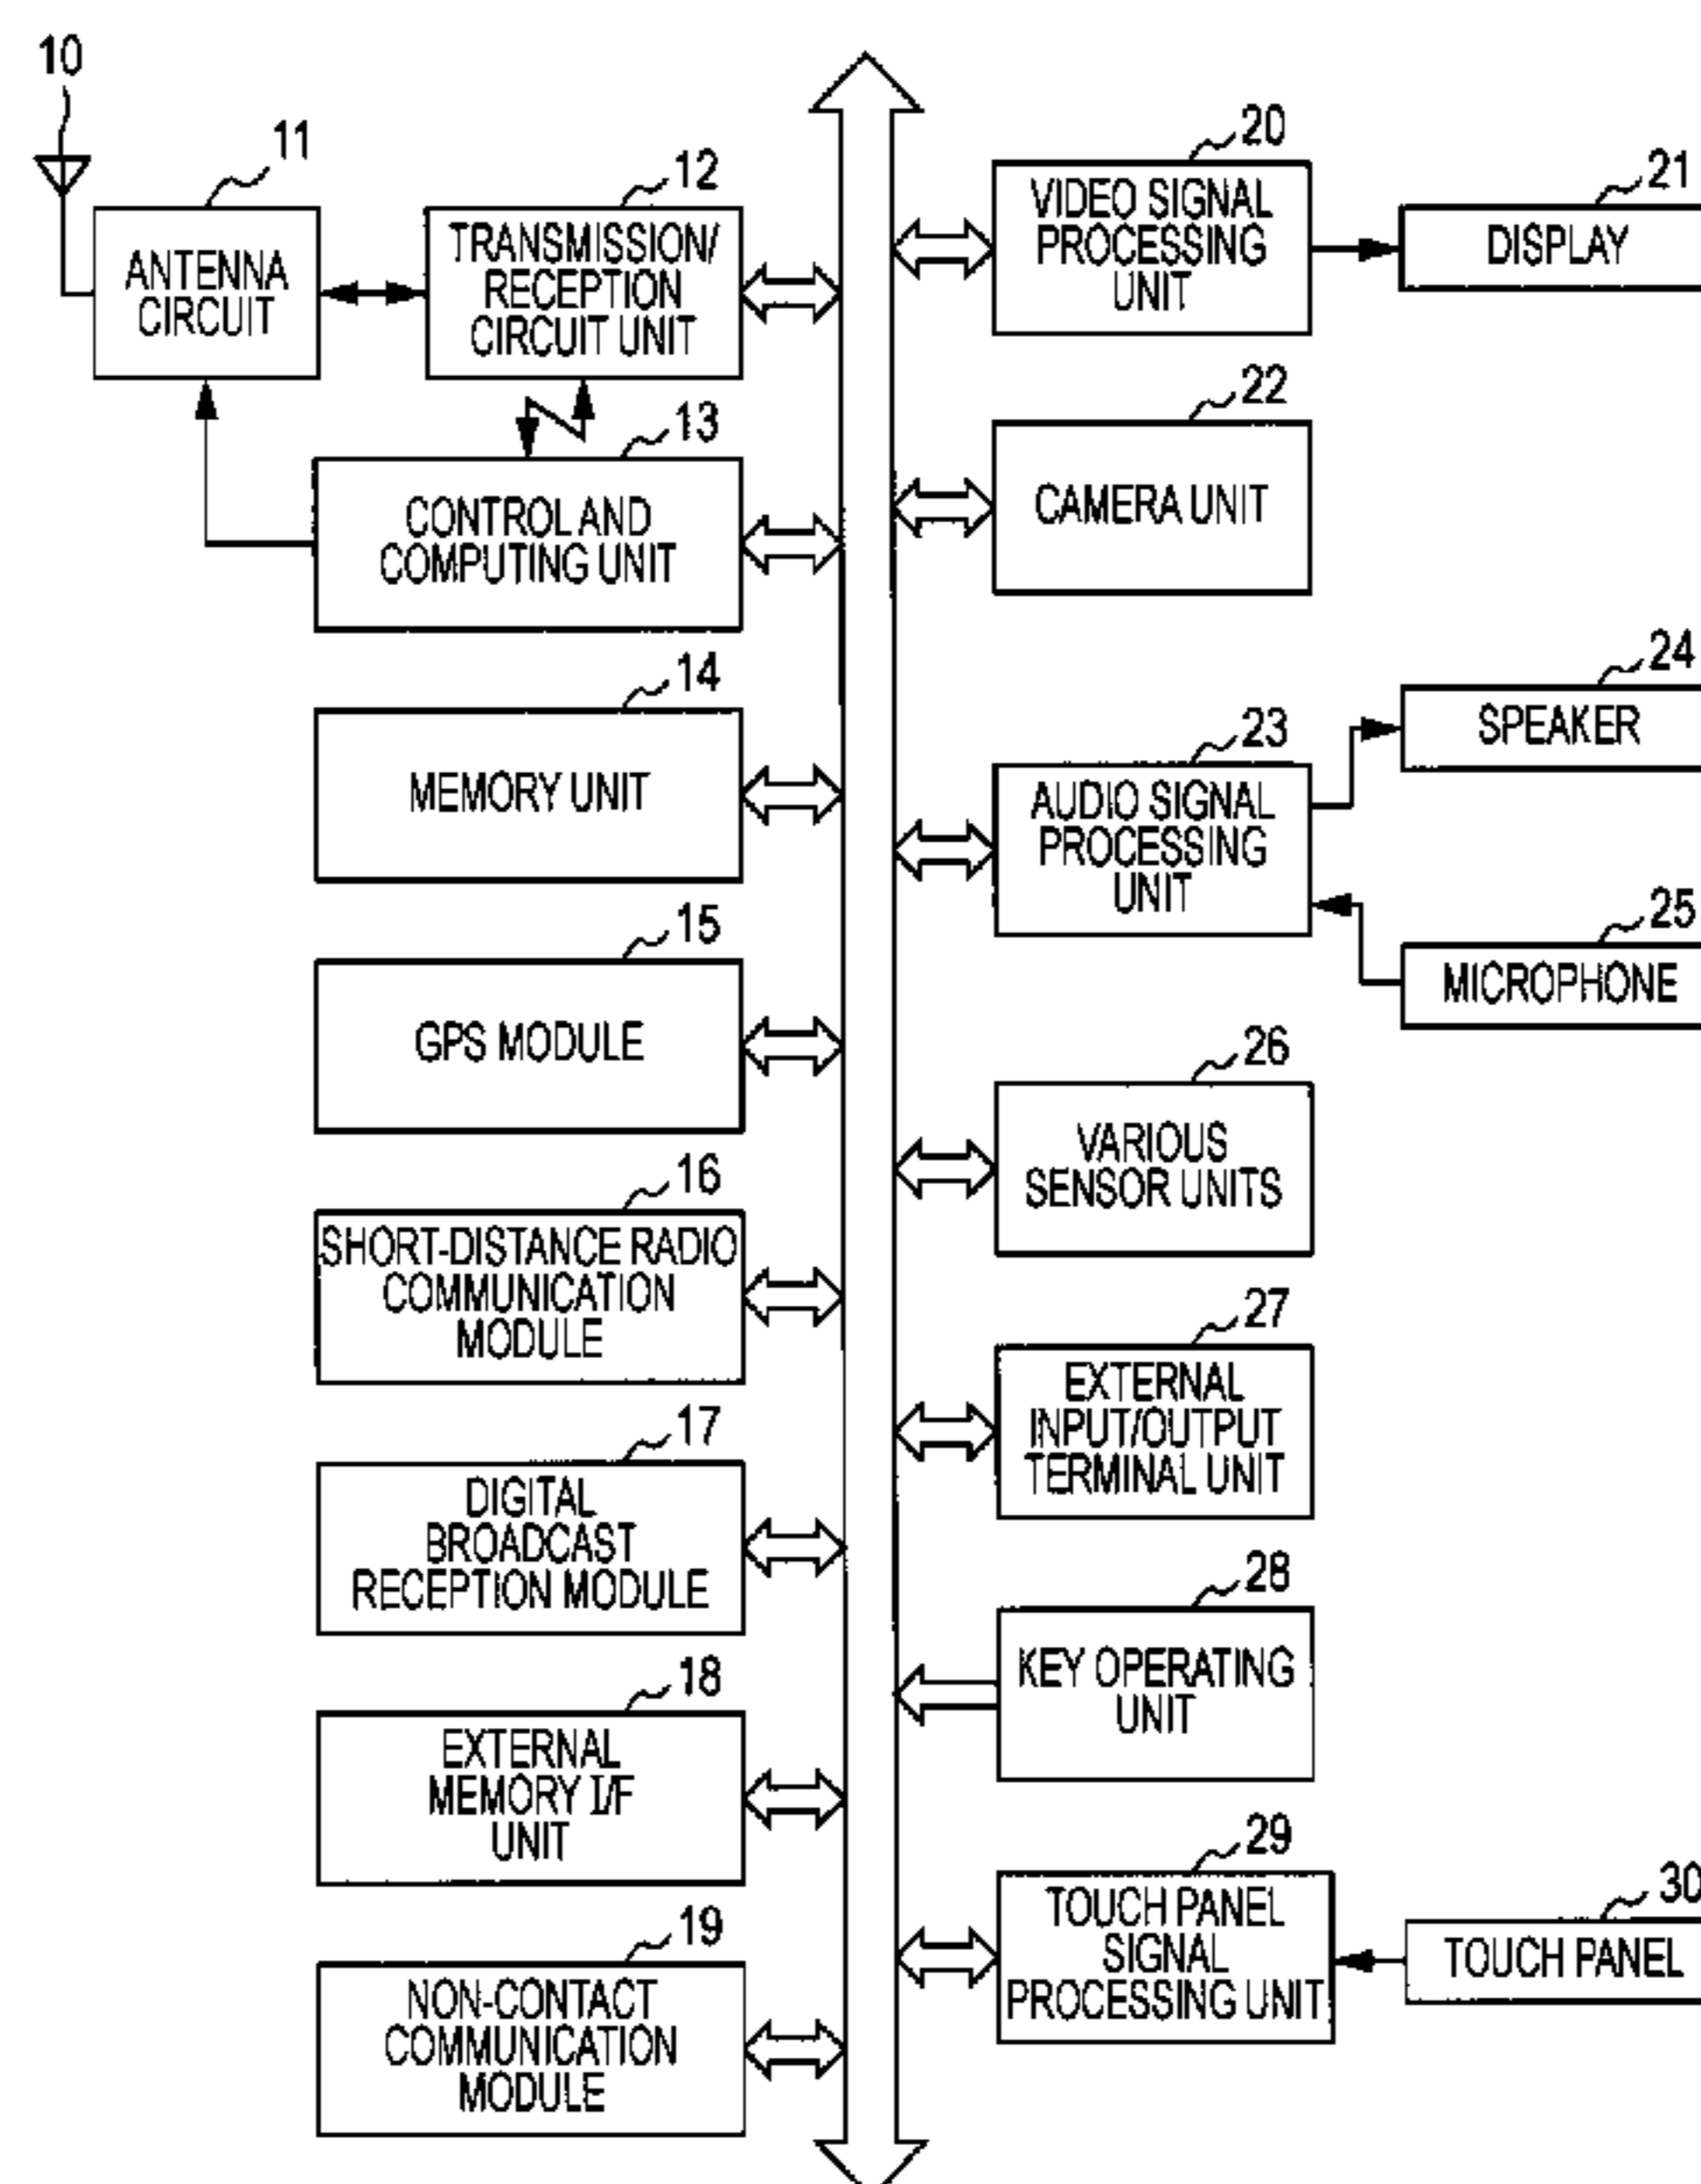 10
11
ANTENNA
CIRCUIT
12
TRANSMISSION/
RECEPTION
CIRCUIT UNIT
13
CONTROL AND
COMPUTING UNIT
14
MEMORY UNIT
15
GPS MODULE
16
SHORT-DISTANCE RADIO
COMMUNICATION
MODULE
17
DIGITAL
BROADCAST
RECEPTION MODULE
18
EXTERNAL
MEMORY I/F
UNIT
19
NON-CONTACT
COMMUNICATION
MODULE
20
VIDEO SIGNAL
PROCESSING
UNIT
21
DISPLAY
22
CAMERA UNIT
23
AUDIO SIGNAL
PROCESSING
UNIT
24
SPEAKER
25
MICROPHONE
26
VARIOUS
SENSOR UNITS
27
EXTERNAL
INPUT/OUTPUT
TERMINAL UNIT
28
KEY OPERATING
UNIT
29
TOUCH PANEL
SIGNAL
PROCESSING UNIT
30
TOUCH PANEL